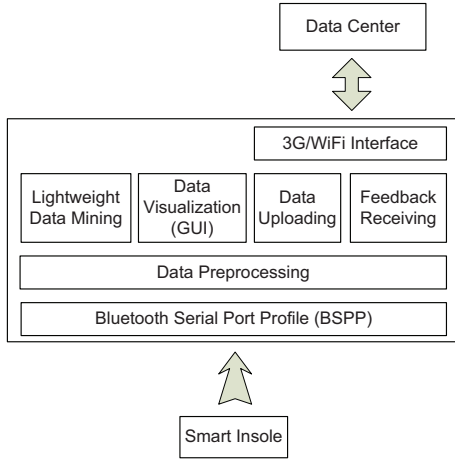 Data Center
3G/WiFi Interface
Lightweight
Data Mining
Data
Visualization
(GUI)
Data
Uploading
Feedback
Receiving
Data Preprocessing
Bluetooth Serial Port Profile (BSPP)
Smart Insole